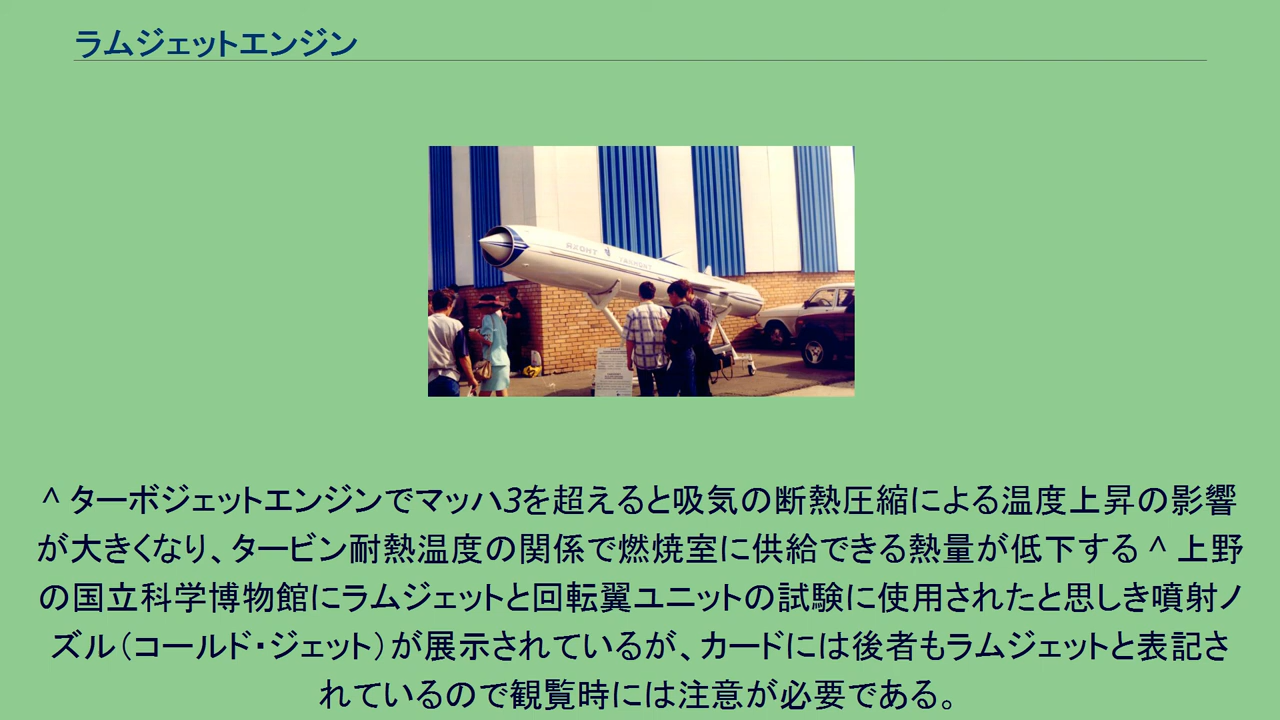 ラムジェットエンジン
^ ターボジェットエンジンでマッハ3を超えると吸気の断熱圧縮による温度上昇の影響
が大きくなり、タービン耐熱温度の関係で燃焼室に供給できる熱量が低下する ^ 上野
の国立科学博物館にラムジェットと回転翼ユニットの試験に使用されたと思しき噴射ノ
ズル（コールド・ジェット）が展示されているが、カードには後者もラムジェットと表記さ
れているので観覧時には注意が必要である。